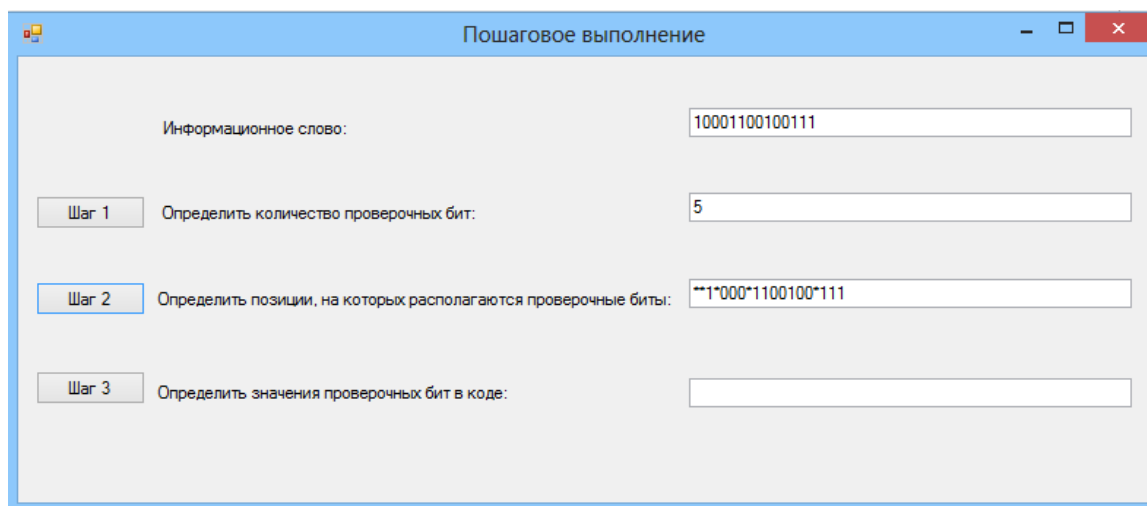 Пошаговое выполнение
Информационное слово: 10001100100111
Шаг 1 Определить количество проверочных бит: 5
Шаг 2 Определить позиции, на которых располагаются проверочные биты: **1*000*1100100*111
Шаг 3 Определить значения проверочных бит в коде: